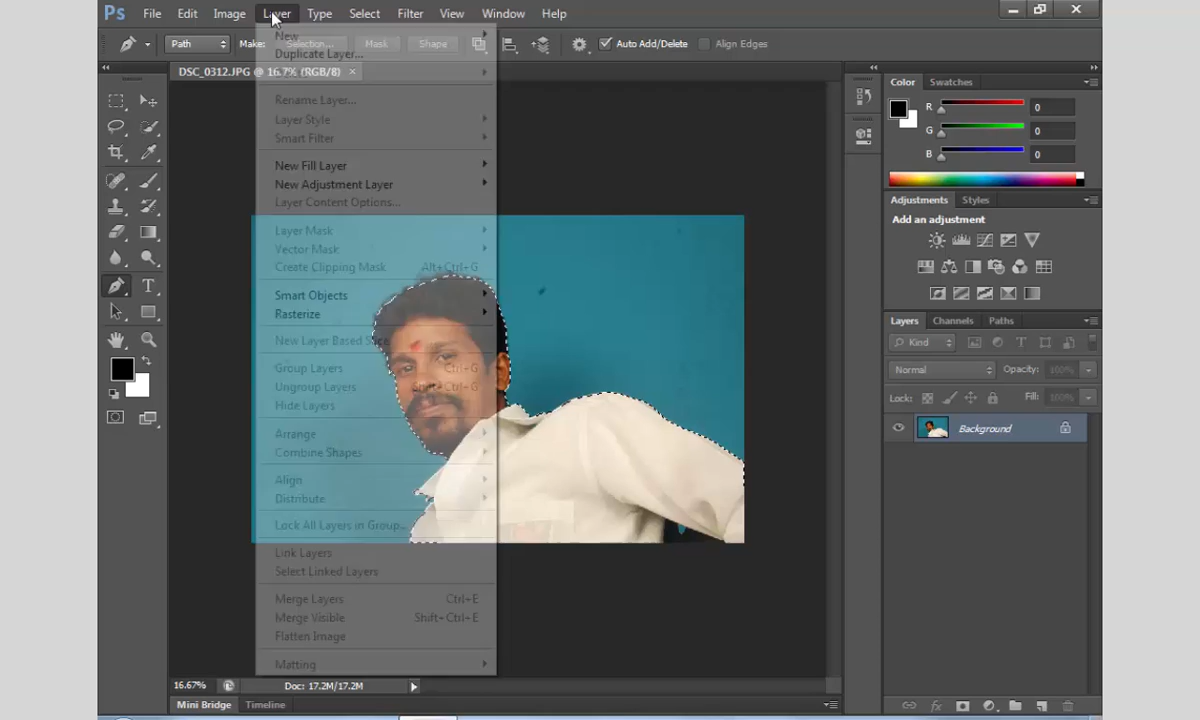 Ps File Edit Image Layer Type Select Filter View Window Help
Path Make: Selection... Mask Shape Auto Add/Delete Align Edges
DSC_0312.JPG @ 16.7% (RGB/8) ×
New
Duplicate Layer...
Rename Layer...
Layer Style
Smart Filter
New Fill Layer
New Adjustment Layer
Layer Content Options...
Layer Mask
Vector Mask
Create Clipping Mask Alt+Ctrl+G
Smart Objects
Rasterize
New Layer Based Slice
Group Layers Ctrl+G
Ungroup Layers Shift+Ctrl+G
Hide Layers
Arrange
Combine Shapes
Align
Distribute
Lock All Layers in Group...
Link Layers
Select Linked Layers
Merge Layers Ctrl+E
Merge Visible Shift+Ctrl+E
Flatten Image
Matting
16.67% Doc: 17.2M/17.2M
Mini Bridge Timeline
Color Swatches
R 0
G 0
B 0
Adjustments Styles
Add an adjustment
Layers Channels Paths
Kind
Normal Opacity: 100%
Lock: Fill: 100%
Background